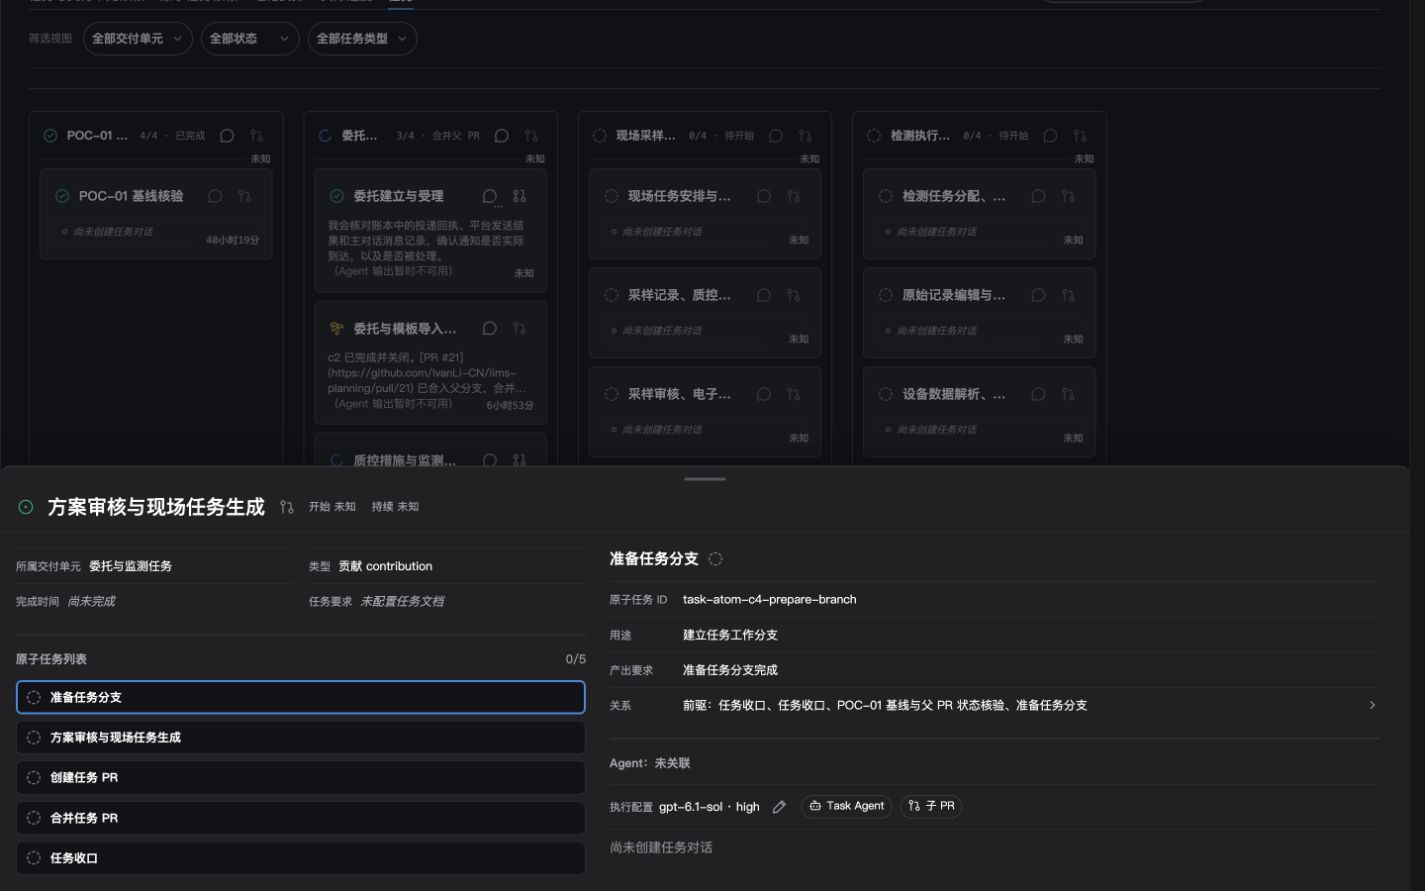 筛选视图 全部交付单元 全部状态 全部任务类型
POC-01 ... 4/4 · 已完成
未知
POC-01 基线核验
尚未创建任务对话
40小时19分
委托... 3/4 · 合并父 PR
未知
委托建立与受理
我会核对账本中的投递回执、平台发送结
果和主对话消息记录，确认通知是否实际
到达，以及是否被处理。
（Agent 输出暂时不可用）
未知
委托与模板导入...
c2 已完成并关闭。[PR #21]
(https://github.com/IvanLi-CN/lims-
planning/pull/21) 已合入父分支，合并...
（Agent 输出暂时不可用）
6小时53分
质控措施与监测...
现场采样... 0/4 · 待开始
未知
现场任务安排与...
尚未创建任务对话
未知
采样记录、质控...
尚未创建任务对话
未知
采样审核、电子...
尚未创建任务对话
未知
检测执行... 0/4 · 待开始
未知
检测任务分配、...
尚未创建任务对话
未知
原始记录编辑与...
尚未创建任务对话
未知
设备数据解析、...
尚未创建任务对话
未知
方案审核与现场任务生成 开始 未知 持续 未知
所属交付单元 委托与监测任务
类型 贡献 contribution
完成时间 尚未完成
任务要求 未配置任务文档
原子任务列表 0/5
准备任务分支
方案审核与现场任务生成
创建任务 PR
合并任务 PR
任务收口
准备任务分支
原子任务 ID task-atom-c4-prepare-branch
用途 建立任务工作分支
产出要求 准备任务分支完成
关系 前驱：任务收口、任务收口、POC-01 基线与父 PR 状态核验、准备任务分支
Agent：未关联
执行配置 gpt-6.1-sol · high Task Agent 子 PR
尚未创建任务对话